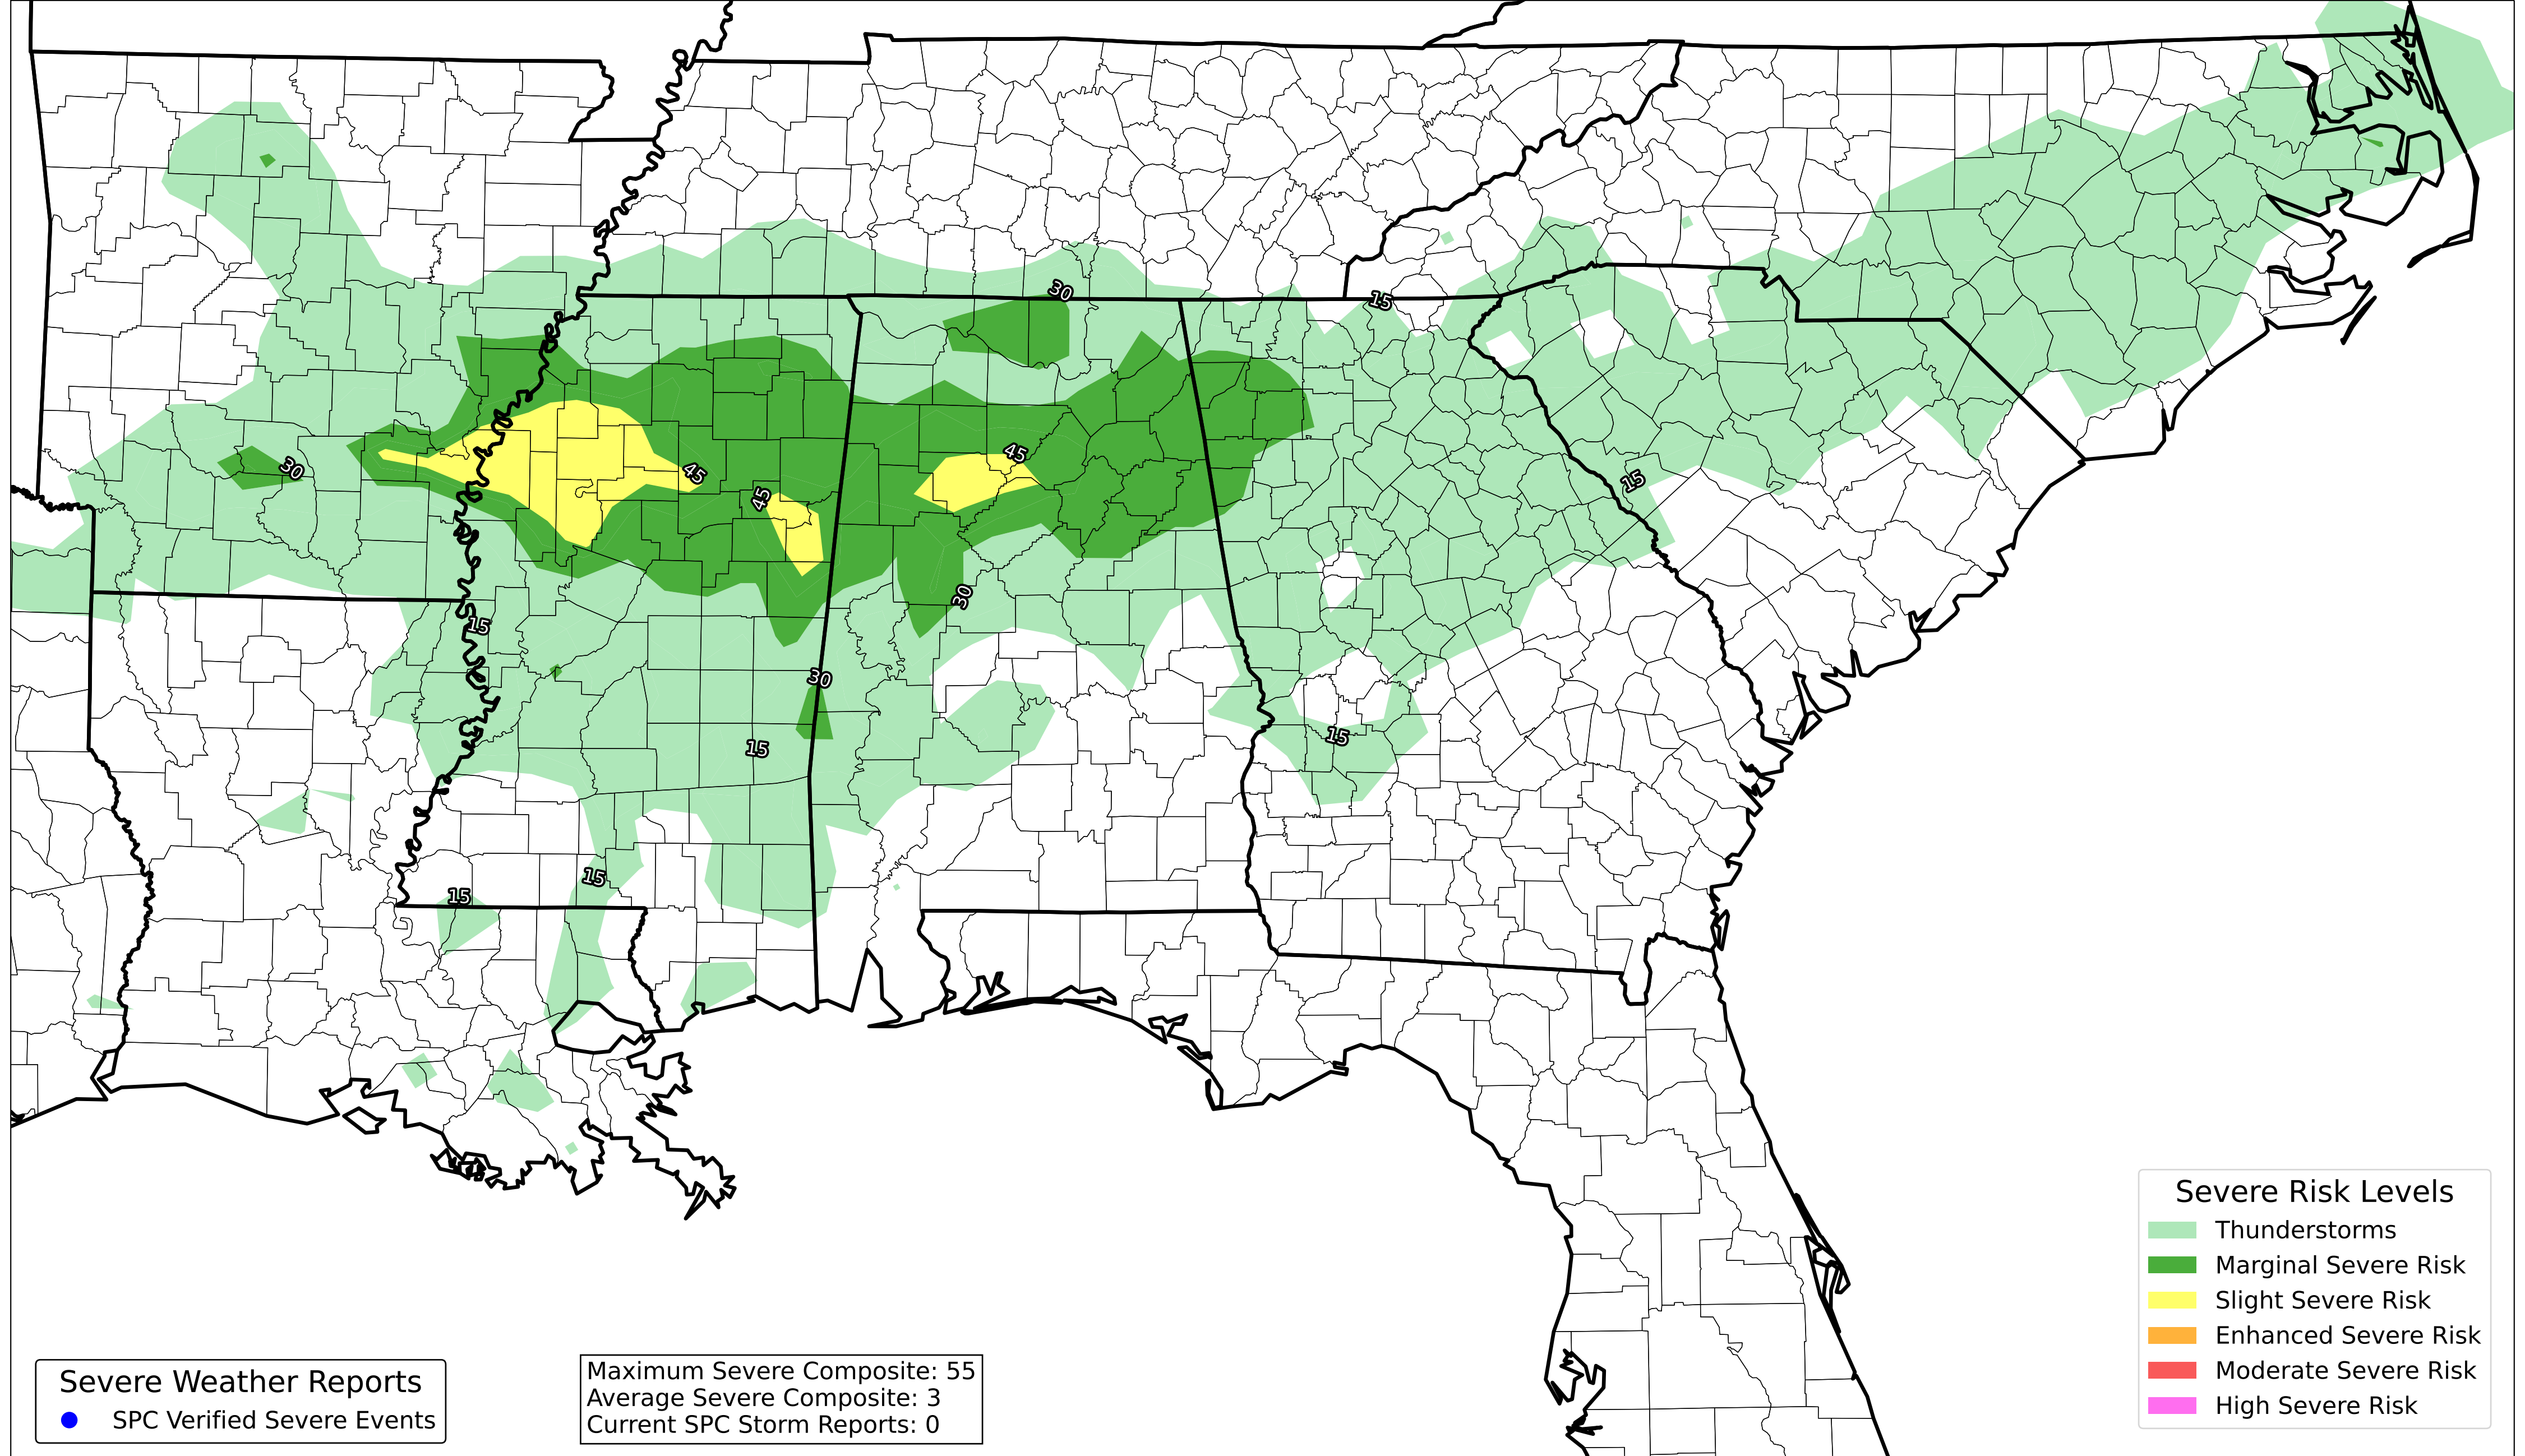 30
15
30
45
45
45
15
30
15
30
15
15
15
15
Severe Risk Levels
Thunderstorms
Marginal Severe Risk
Slight Severe Risk
Enhanced Severe Risk
Moderate Severe Risk
High Severe Risk
Severe Weather Reports
SPC Verified Severe Events
Maximum Severe Composite: 55
Average Severe Composite: 3
Current SPC Storm Reports: 0